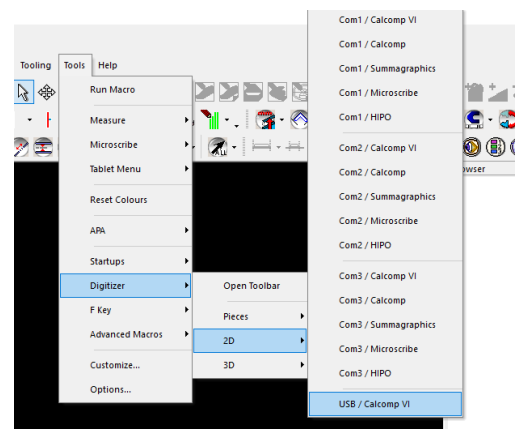 Tooling Tools Help
Run Macro
Measure
Microscribe
Tablet Menu
Reset Colours
APA
Startups
Digitizer
F Key
Advanced Macros
Customize...
Options...
Open Toolbar
Pieces
2D
3D
Com1 / Calcomp VI
Com1 / Calcomp
Com1 / Summagraphics
Com1 / Microscribe
Com1 / HIPO
Com2 / Calcomp VI
Com2 / Calcomp
Com2 / Summagraphics
Com2 / Microscribe
Com2 / HIPO
Com3 / Calcomp VI
Com3 / Calcomp
Com3 / Summagraphics
Com3 / Microscribe
Com3 / HIPO
USB / Calcomp VI